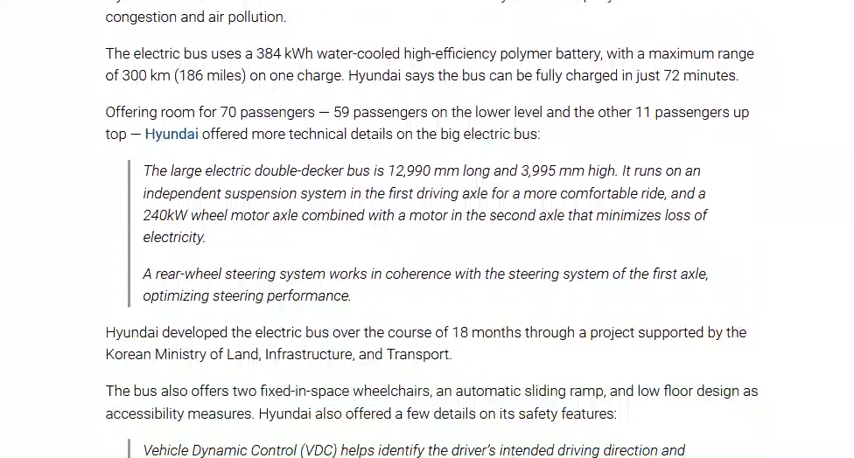 congestion and air pollution.
The electric bus uses a 384 kWh water-cooled high-efficiency polymer battery, with a maximum range
of 300 km (186 miles) on one charge. Hyundai says the bus can be fully charged in just 72 minutes.
Offering room for 70 passengers — 59 passengers on the lower level and the other 11 passengers up
top — Hyundai offered more technical details on the big electric bus:
The large electric double-decker bus is 12,990 mm long and 3,995 mm high. It runs on an
independent suspension system in the first driving axle for a more comfortable ride, and a
240kW wheel motor axle combined with a motor in the second axle that minimizes loss of
electricity.
A rear-wheel steering system works in coherence with the steering system of the first axle,
optimizing steering performance.
Hyundai developed the electric bus over the course of 18 months through a project supported by the
Korean Ministry of Land, Infrastructure, and Transport.
The bus also offers two fixed-in-space wheelchairs, an automatic sliding ramp, and low floor design as
accessibility measures. Hyundai also offered a few details on its safety features:
Vehicle Dynamic Control (VDC) helps identify the driver's intended driving direction and